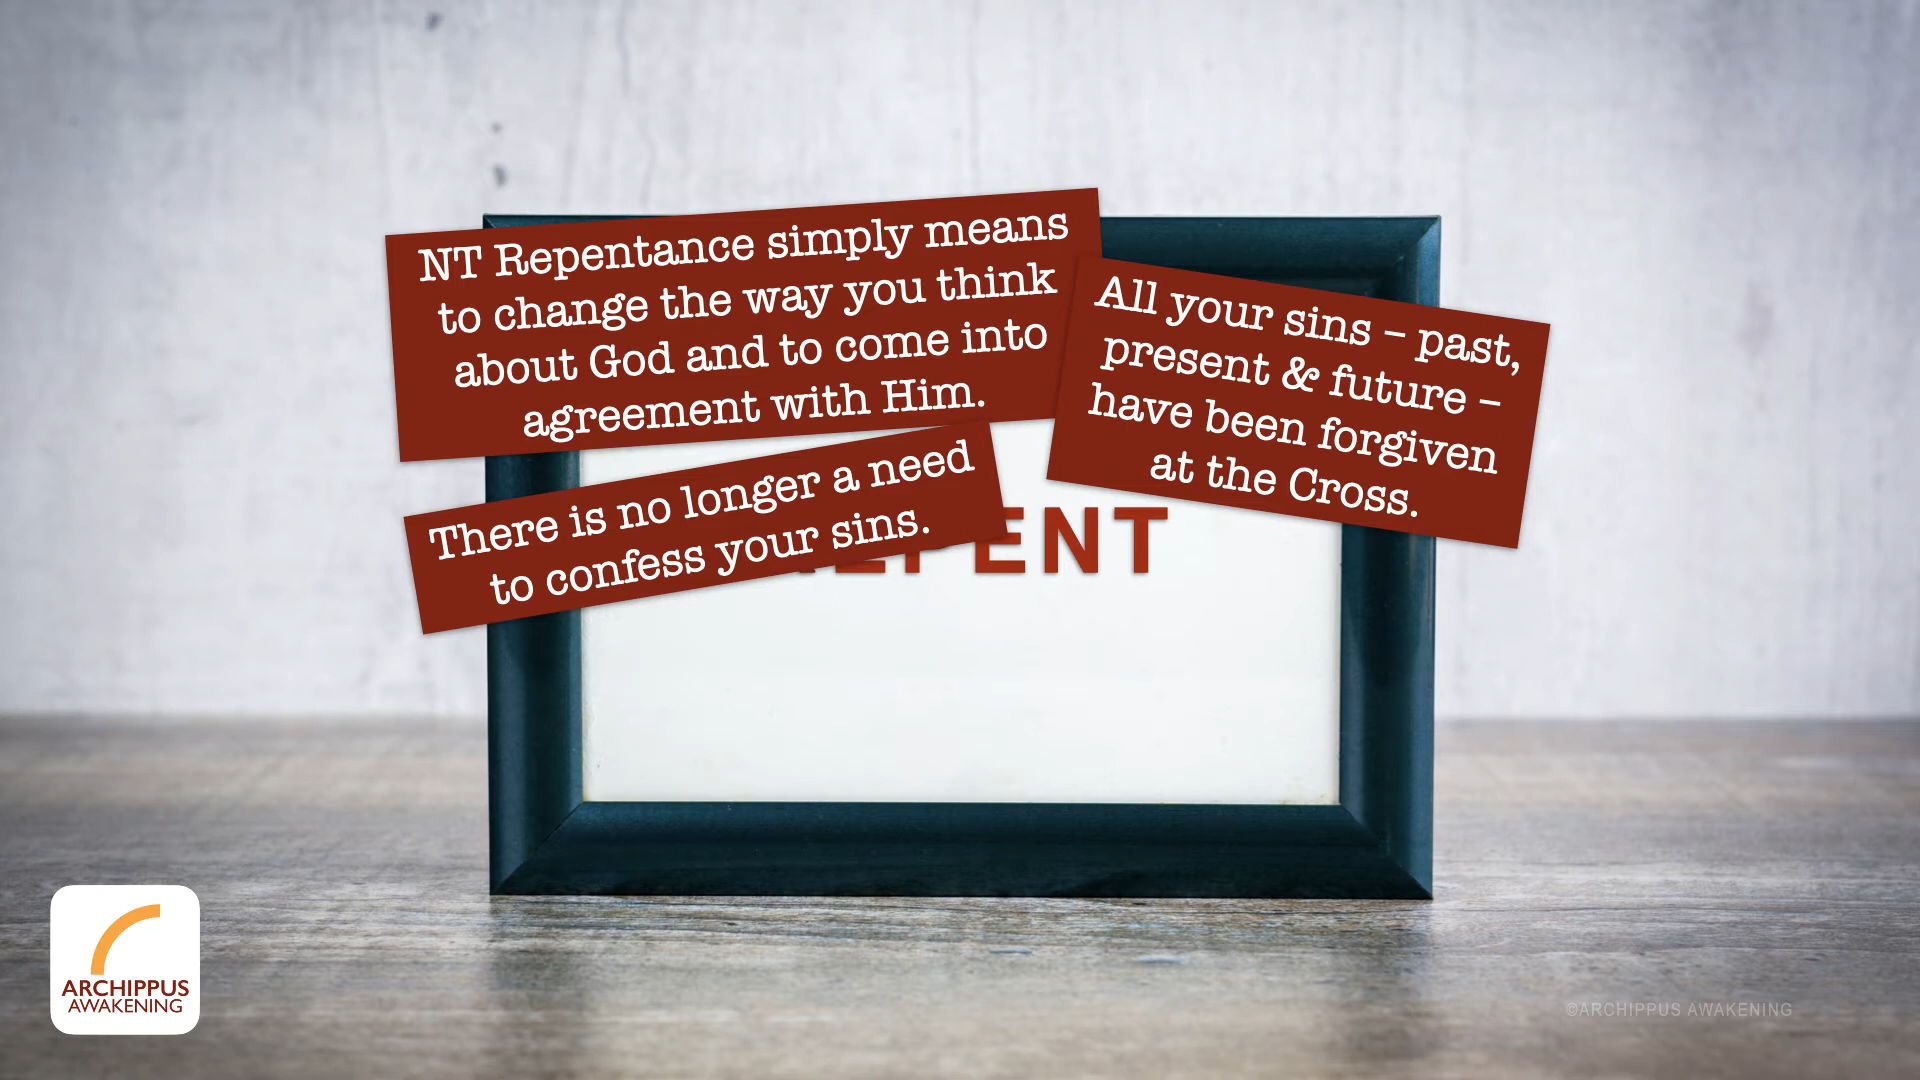 NT Repentance simply means
to change the way you think
about God and to come into
agreement with Him.
All your sins – past,
present & future –
have been forgiven
at the Cross.
There is no longer a need
to confess your sins.
ARCHIPPUS
AWAKENING
©ARCHIPPUS AWAKENING